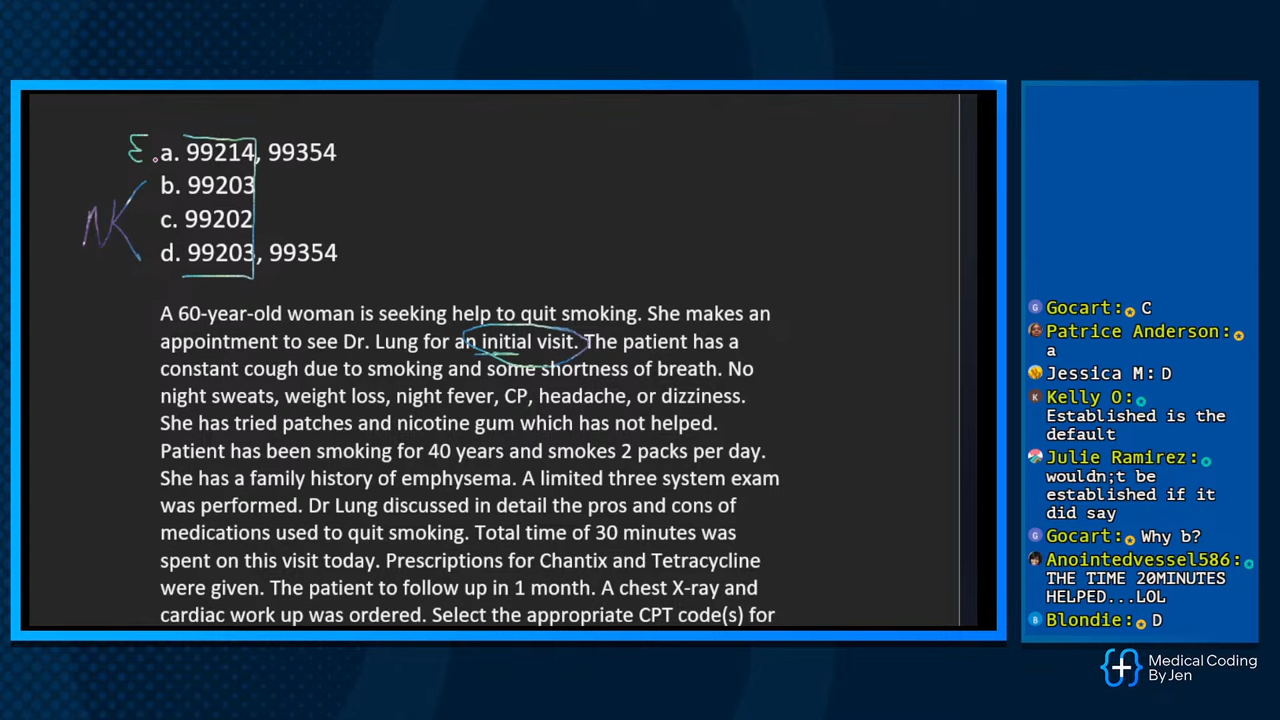 E
a. 99214, 99354
b. 99203
c. 99202
d. 99203, 99354
A 60-year-old woman is seeking help to quit smoking. She makes an
appointment to see Dr. Lung for an initial visit. The patient has a
constant cough due to smoking and some shortness of breath. No
night sweats, weight loss, night fever, CP, headache, or dizziness.
She has tried patches and nicotine gum which has not helped.
Patient has been smoking for 40 years and smokes 2 packs per day.
She has a family history of emphysema. A limited three system exam
was performed. Dr Lung discussed in detail the pros and cons of
medications used to quit smoking. Total time of 30 minutes was
spent on this visit today. Prescriptions for Chantix and Tetracycline
were given. The patient to follow up in 1 month. A chest X-ray and
cardiac work up was ordered. Select the appropriate CPT code(s) for
G Gocart: C
Patrice Anderson:
a
Jessica M: D
K Kelly O:
Established is the
default
Julie Ramirez:
wouldn;t be
established if it
did say
G Gocart: Why b?
Anointedvessel586:
THE TIME 20MINUTES
HELPED...LOL
B Blondie: D
Medical Coding
By Jen